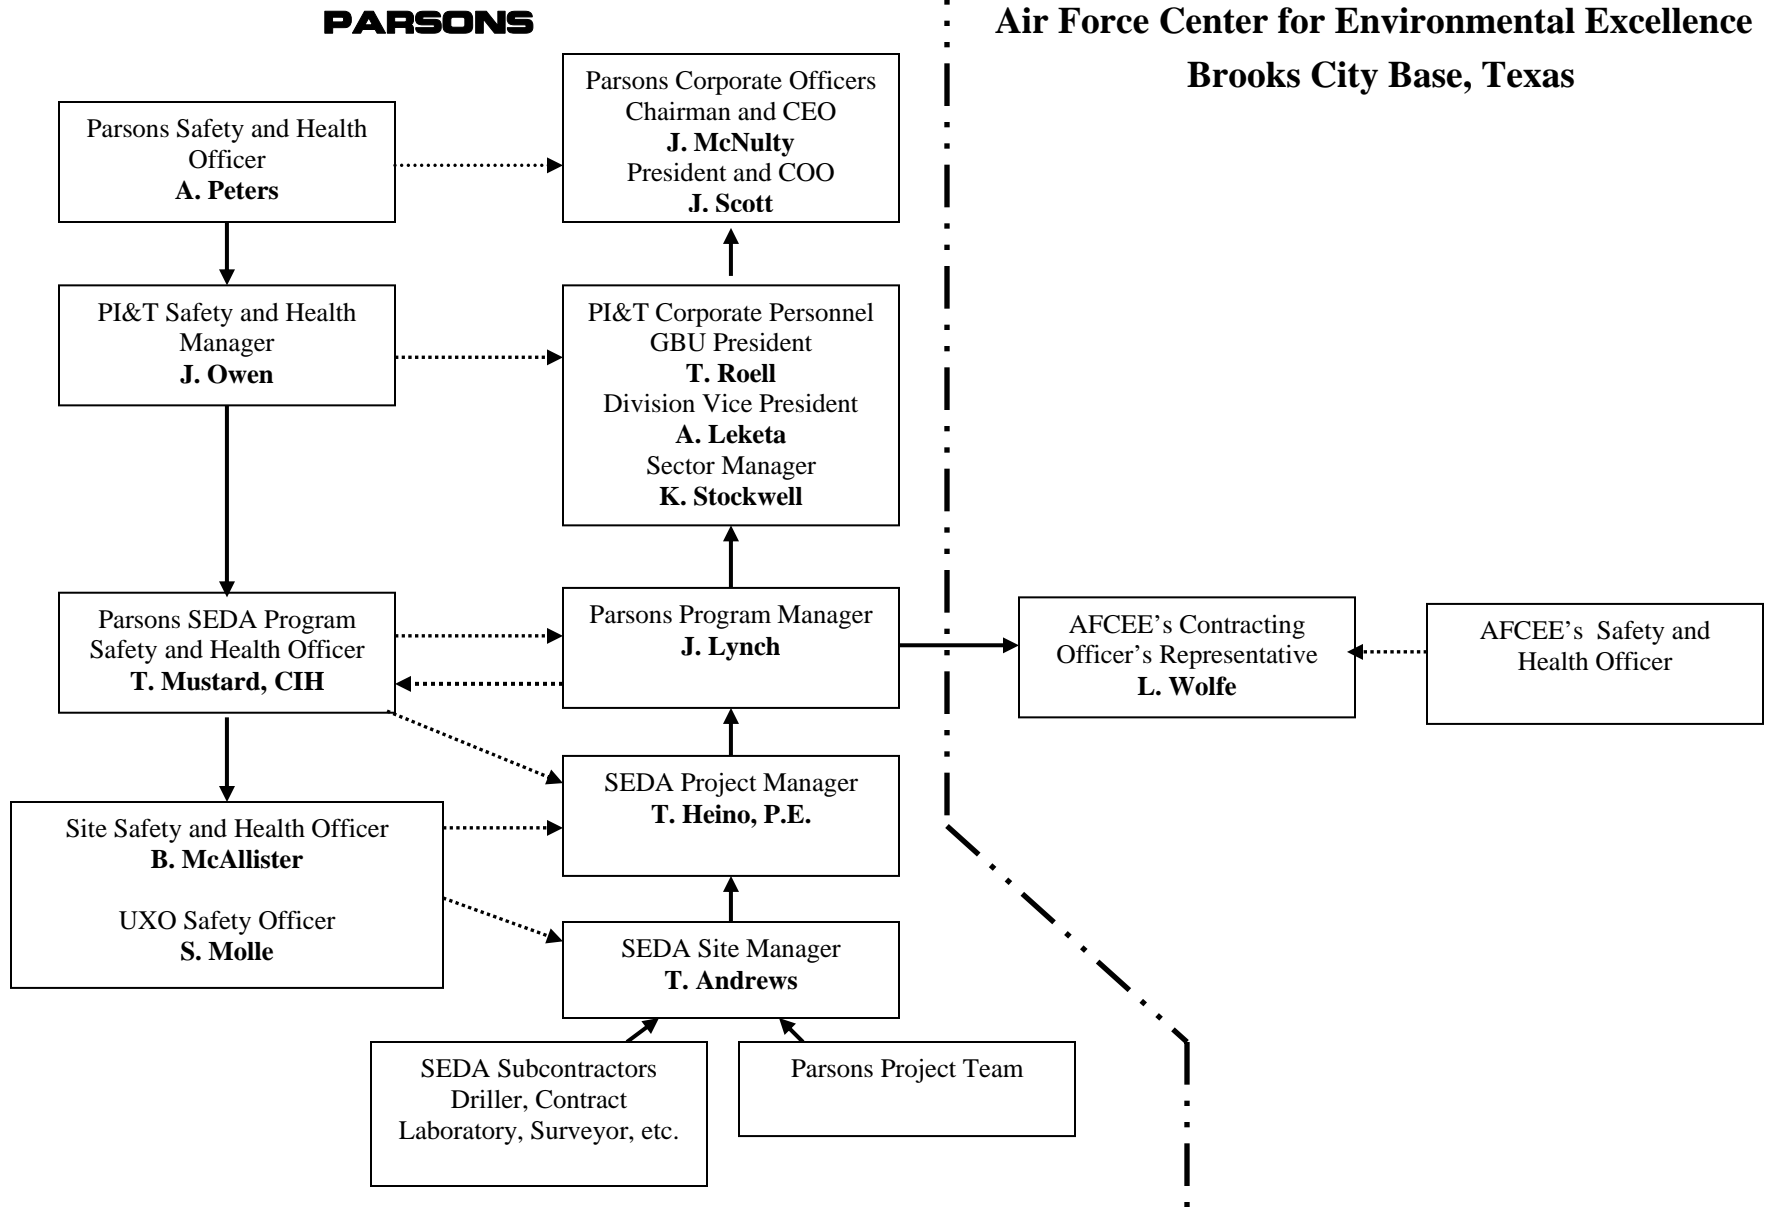 PARSONS
Air Force Center for Environmental Excellence
Brooks City Base, Texas
Parsons Safety and Health
Officer
A. Peters
Parsons Corporate Officers
Chairman and CEO
J. McNulty
President and COO
J. Scott
PI&T Safety and Health
Manager
J. Owen
PI&T Corporate Personnel
GBU President
T. Roell
Division Vice President
A. Leketa
Sector Manager
K. Stockwell
Parsons SEDA Program
Safety and Health Officer
T. Mustard, CIH
Parsons Program Manager
J. Lynch
AFCEE's Contracting
Officer's Representative
L. Wolfe
AFCEE's  Safety and
Health Officer
SEDA Project Manager
T. Heino, P.E.
Site Safety and Health Officer
B. McAllister
UXO Safety Officer
S. Molle
SEDA Site Manager
T. Andrews
SEDA Subcontractors
Driller, Contract
Laboratory, Surveyor, etc.
Parsons Project Team